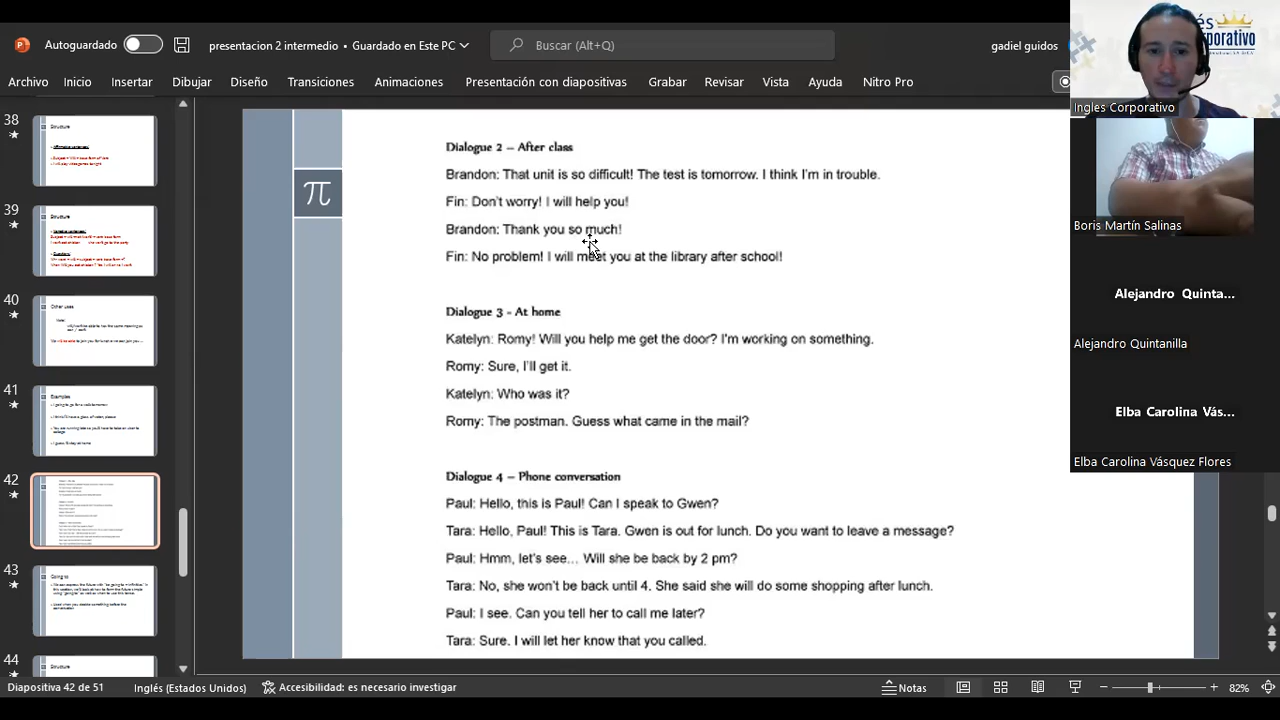 Autoguardado
presentacion 2 intermedio • Guardado en Este PC
Buscar (Alt+Q)
gadiel guidos
Archivo Inicio Insertar Dibujar Diseño Transiciones Animaciones Presentación con diapositivas Grabar Revisar Vista Ayuda Nitro Pro
38
Structure
39
Structure
40
Other uses
41
Examples
42
43
Going to
44
Structure
π
Dialogue 2 – After class
Brandon: That unit is so difficult! The test is tomorrow. I think I'm in trouble.
Fin: Don't worry! I will help you!
Brandon: Thank you so much!
Fin: No problem! I will meet you at the library after school!
Dialogue 3 - At home
Katelyn: Romy! Will you help me get the door? I'm working on something.
Romy: Sure, I'll get it.
Katelyn: Who was it?
Romy: The postman. Guess what came in the mail?
Dialogue 4 – Phone conversation
Paul: Hello, this is Paul! Can I speak to Gwen?
Tara: Hello, Paul! This is Tara. Gwen is out for lunch. Do you want to leave a message?
Paul: Hmm, let's see... Will she be back by 2 pm?
Tara: No, she won't be back until 4. She said she will do some shopping after lunch.
Paul: I see. Can you tell her to call me later?
Tara: Sure. I will let her know that you called.
Ingles Corporativo
Boris Martín Salinas
Alejandro Quinta...
Alejandro Quintanilla
Elba Carolina Vás...
Elba Carolina Vásquez Flores
Diapositiva 42 de 51
Inglés (Estados Unidos)
Accesibilidad: es necesario investigar
Notas
82%